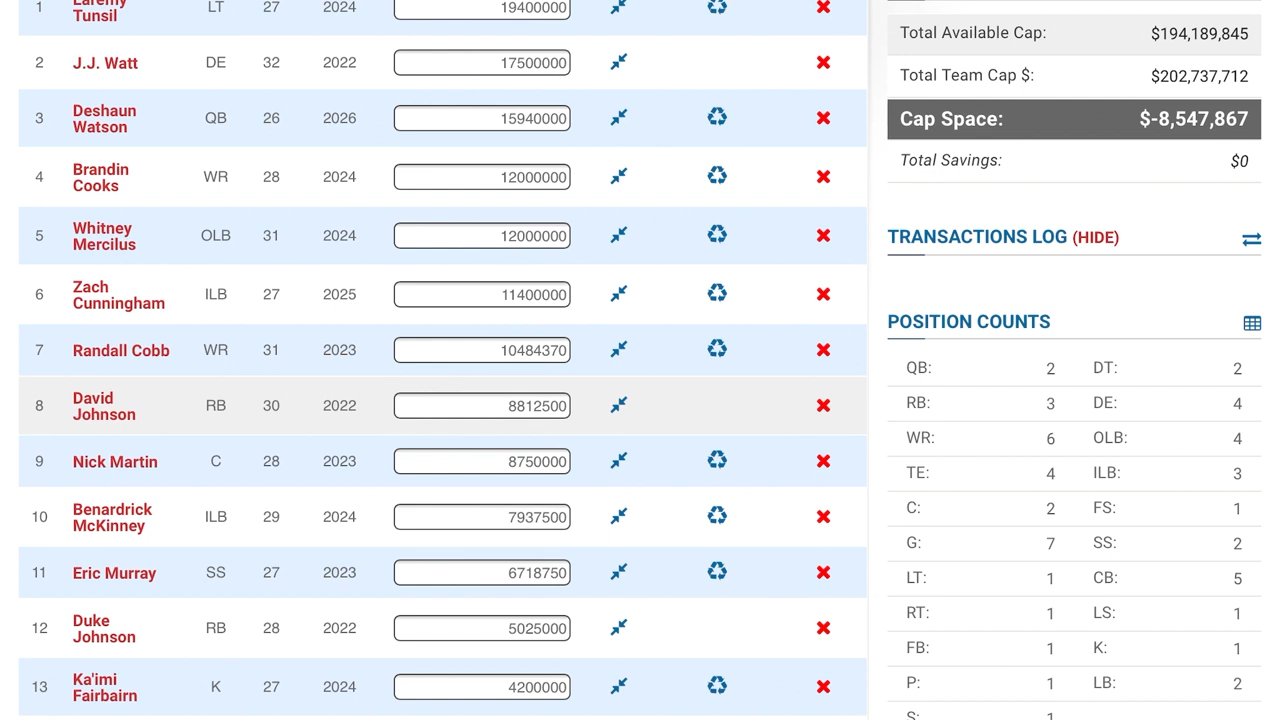 1 Laremy Tunsil LT 27 2024 19400000
2 J.J. Watt DE 32 2022 17500000
3 Deshaun Watson QB 26 2026 15940000
4 Brandin Cooks WR 28 2024 12000000
5 Whitney Mercilus OLB 31 2024 12000000
6 Zach Cunningham ILB 27 2025 11400000
7 Randall Cobb WR 31 2023 10484370
8 David Johnson RB 30 2022 8812500
9 Nick Martin C 28 2023 8750000
10 Benardrick McKinney ILB 29 2024 7937500
11 Eric Murray SS 27 2023 6718750
12 Duke Johnson RB 28 2022 5025000
13 Ka'imi Fairbairn K 27 2024 4200000
Total Available Cap: $194,189,845
Total Team Cap $: $202,737,712
Cap Space: $-8,547,867
Total Savings: $0
TRANSACTIONS LOG (HIDE)
POSITION COUNTS
QB: 2 DT: 2
RB: 3 DE: 4
WR: 6 OLB: 4
TE: 4 ILB: 3
C: 2 FS: 1
G: 7 SS: 2
LT: 1 CB: 5
RT: 1 LS: 1
FB: 1 K: 1
P: 1 LB: 2
S: 1